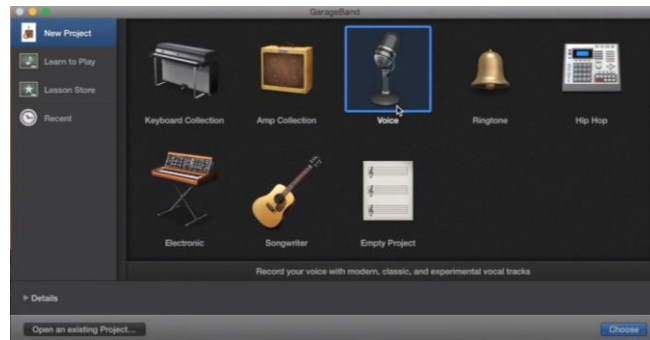 GarageBand
New Project
Learn to Play
Lesson Store
Recent
Keyboard Collection
Amp Collection
Voice
Ringtone
Hip Hop
Electronic
Songwriter
Empty Project
Record your voice with modern, classic, and experimental vocal tracks
Details
Open an existing Project...
Choose